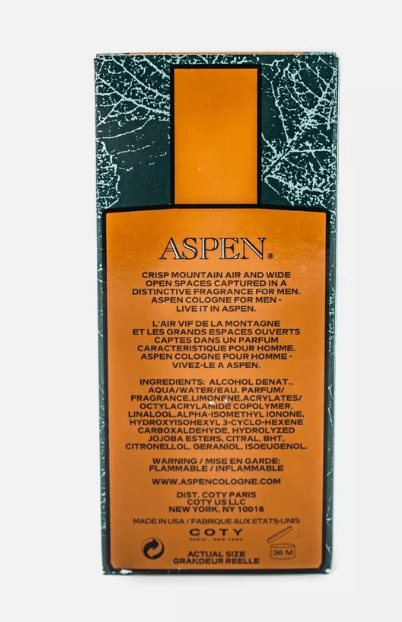 ASPEN®
CRISP MOUNTAIN AIR AND WIDE
OPEN SPACES CAPTURED IN A
DISTINCTIVE FRAGRANCE FOR MEN.
ASPEN COLOGNE FOR MEN -
LIVE IT IN ASPEN.
L'AIR VIF DE LA MONTAGNE
ET LES GRANDS ESPACES OUVERTS
CAPTES DANS UN PARFUM
CARACTERISTIQUE POUR HOMME.
ASPEN COLOGNE POUR HOMME -
VIVEZ-LE A ASPEN.
INGREDIENTS: ALCOHOL DENAT.,
AQUA/WATER/EAU, PARFUM/
FRAGRANCE,LIMONENE,ACRYLATES/
OCTYLACRYLAMIDE COPOLYMER,
LINALOOL,ALPHA-ISOMETHYL IONONE,
HYDROXYISOHEXYL 3-CYCLO-HEXENE
CARBOXALDEHYDE, HYDROLYZED
JOJOBA ESTERS, CITRAL, BHT,
CITRONELLOL, GERANIOL, ISOEUGENOL.
WARNING / MISE EN GARDE:
FLAMMABLE / INFLAMMABLE
WWW.ASPENCOLOGNE.COM
DIST. COTY PARIS
COTY US LLC
NEW YORK, NY 10016
MADE IN USA / FABRIQUE AUX ETATS-UNIS
COTY
PARIS · NEW YORK
ACTUAL SIZE
GRANDEUR REELLE
36 M